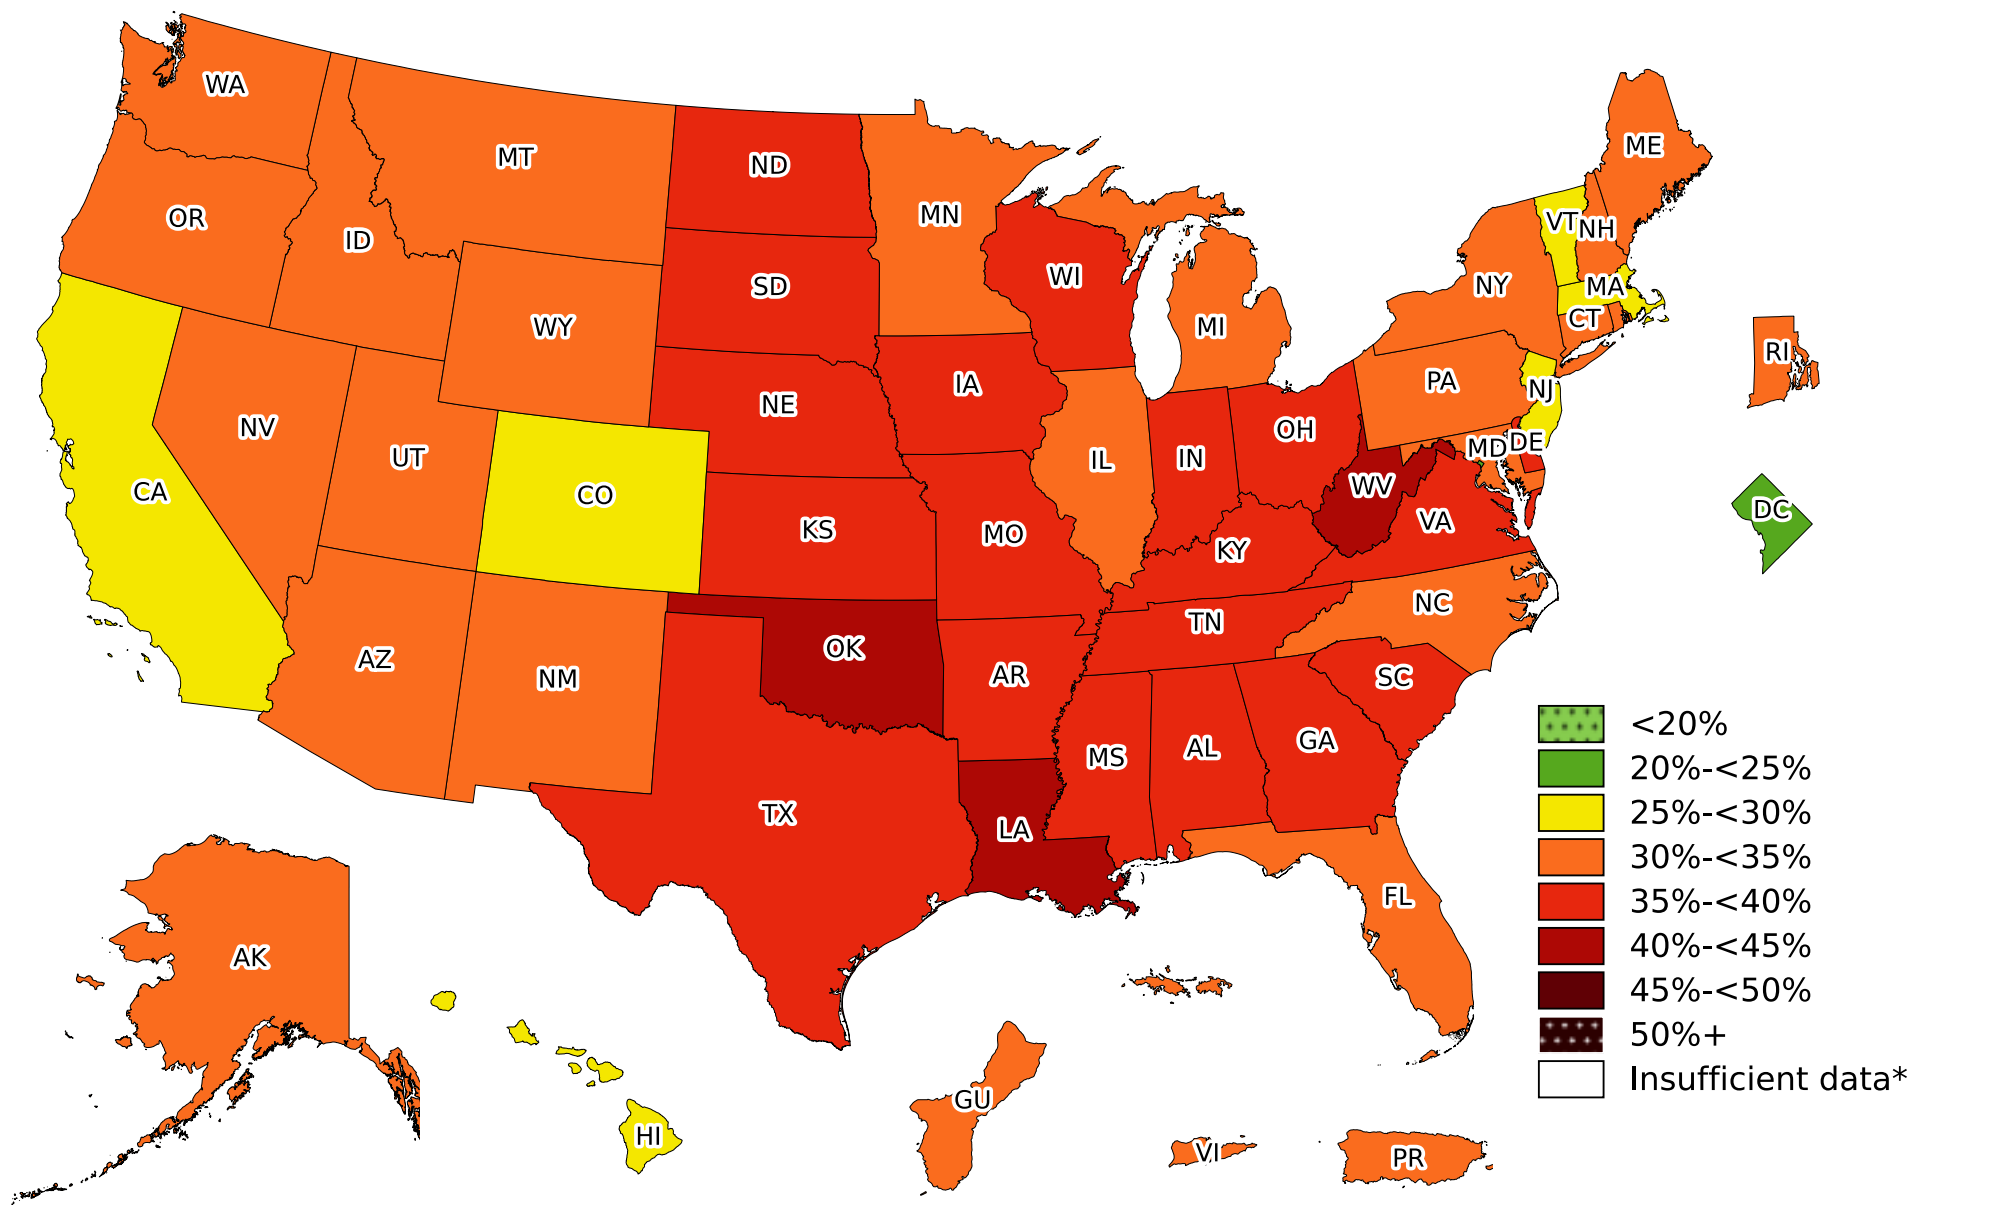 WA
MT
ND
MN
ME
OR
ID
SD
WI
VT
NH
NY
MA
WY
MI
CT
RI
NE
IA
PA
NJ
NV
UT
CO
IL
IN
OH
MD
DE
CA
KS
MO
WV
VA
DC
KY
AZ
NM
OK
AR
TN
NC
SC
TX
LA
MS
AL
GA
FL
AK
HI
GU
VI
PR
<20%
20%-<25%
25%-<30%
30%-<35%
35%-<40%
40%-<45%
45%-<50%
50%+
Insufficient data*